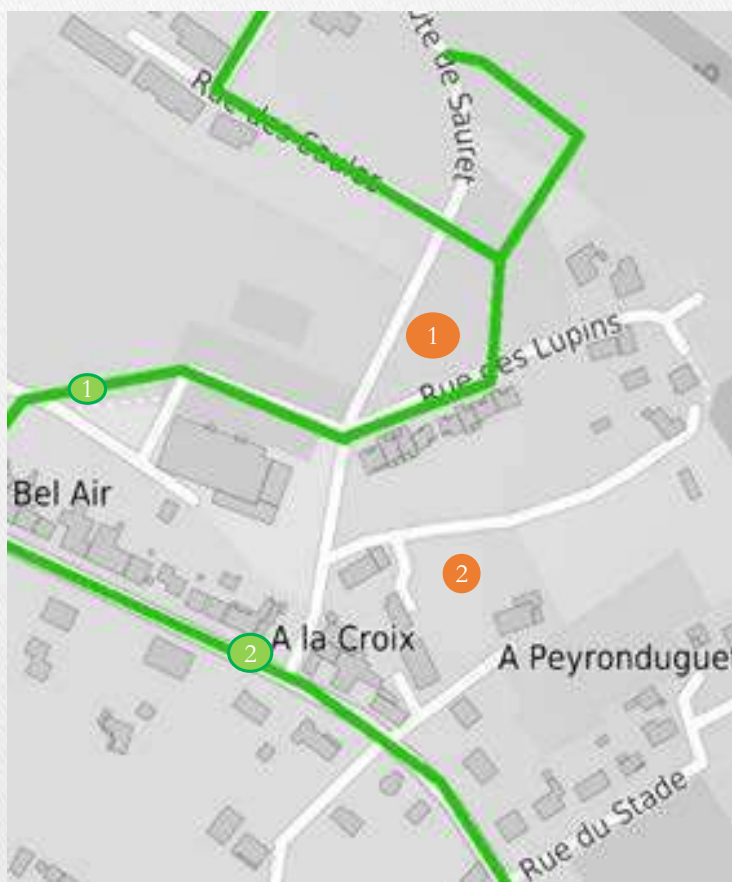 ute de Sauret
Rue des Caules
1
Rue des Lupins
1
Bel Air
2
2
A la Croix
A Peyronduguet
Rue du Stade